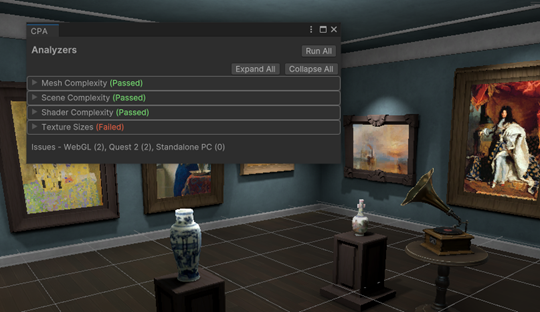 CPA
Analyzers
Run All
Expand All
Collapse All
Mesh Complexity (Passed)
Scene Complexity (Passed)
Shader Complexity (Passed)
Texture Sizes (Failed)
Issues - WebGL (2), Quest 2 (2), Standalone PC (0)